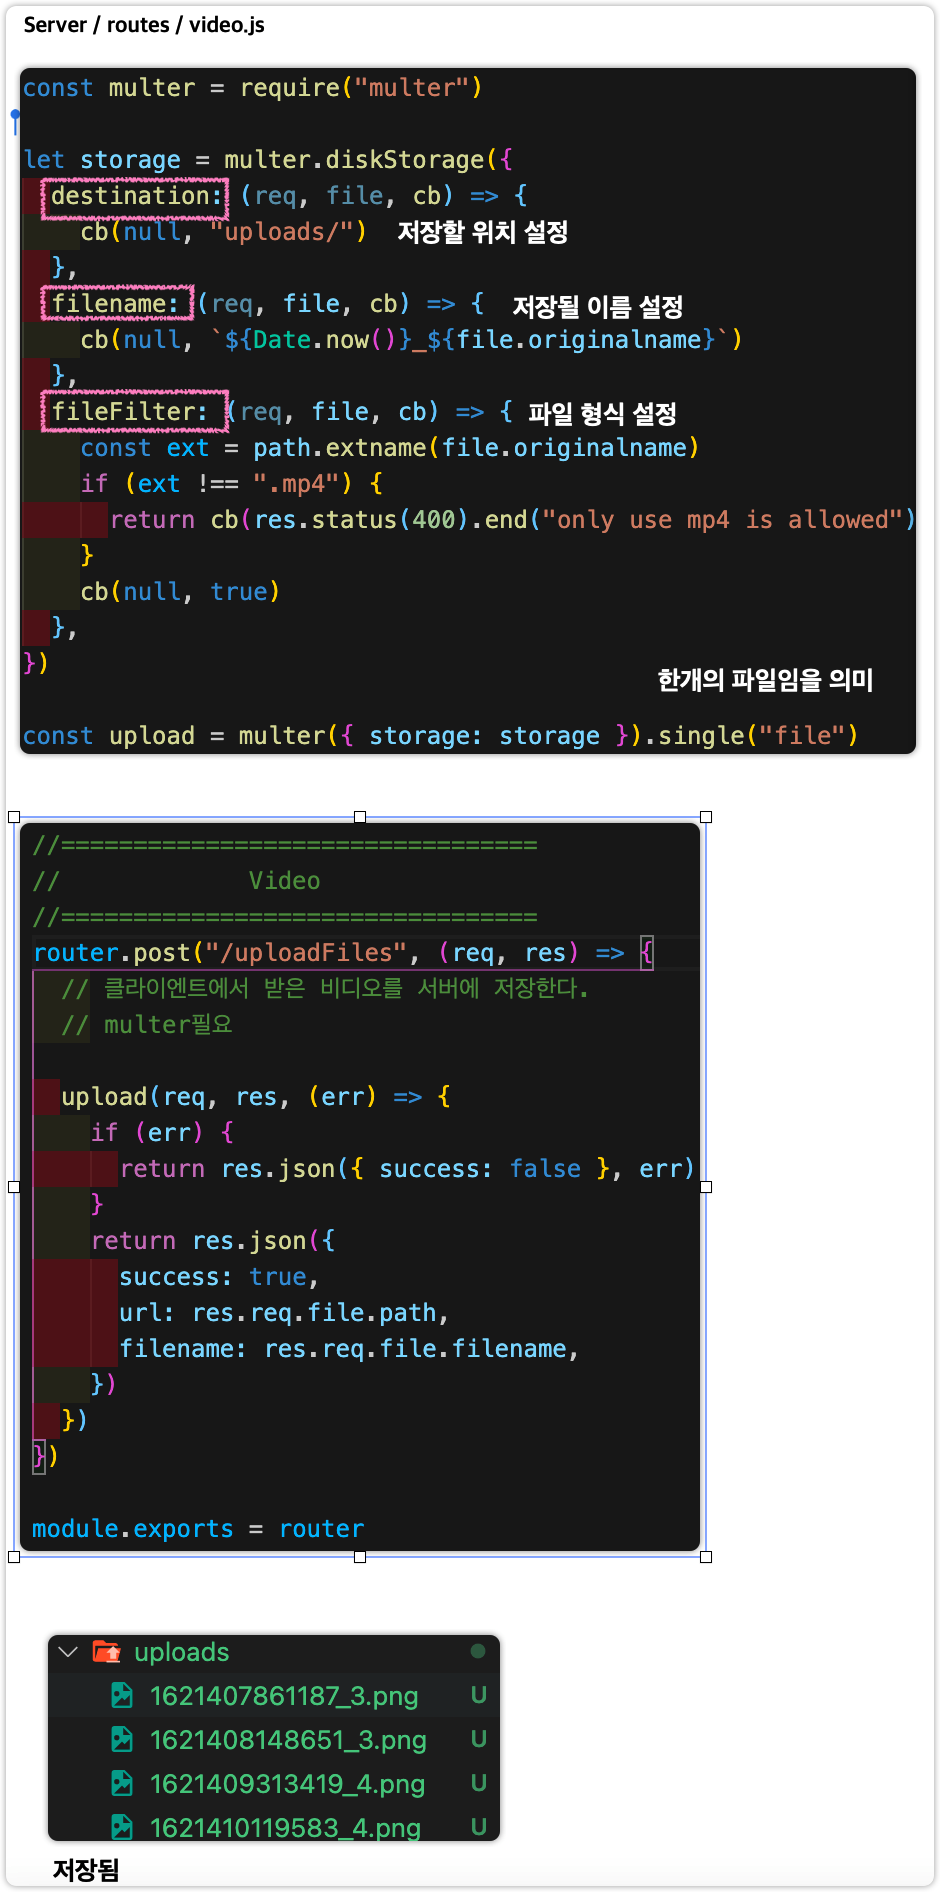 Server / routes / video.js
const multer = require("multer")
let storage = multer.diskStorage({
destination: (req, file, cb) => {
cb(null, "uploads/") 저장할 위치 설정
},
filename: (req, file, cb) => { 저장될 이름 설정
cb(null, `${Date.now()}_${file.originalname}`)
},
fileFilter: (req, file, cb) => { 파일 형식 설정
const ext = path.extname(file.originalname)
if (ext !== ".mp4") {
return cb(res.status(400).end("only use mp4 is allowed")
}
cb(null, true)
},
})
한개의 파일임을 의미
const upload = multer({ storage: storage }).single("file")
//=================================
// Video
//=================================
router.post("/uploadFiles", (req, res) => {
// 클라이엔트에서 받은 비디오를 서버에 저장한다.
// multer필요
upload(req, res, (err) => {
if (err) {
return res.json({ success: false }, err)
}
return res.json({
success: true,
url: res.req.file.path,
filename: res.req.file.filename,
})
})
})
module.exports = router
uploads
1621407861187_3.png U
1621408148651_3.png U
1621409313419_4.png U
1621410119583_4.png U
저장됨